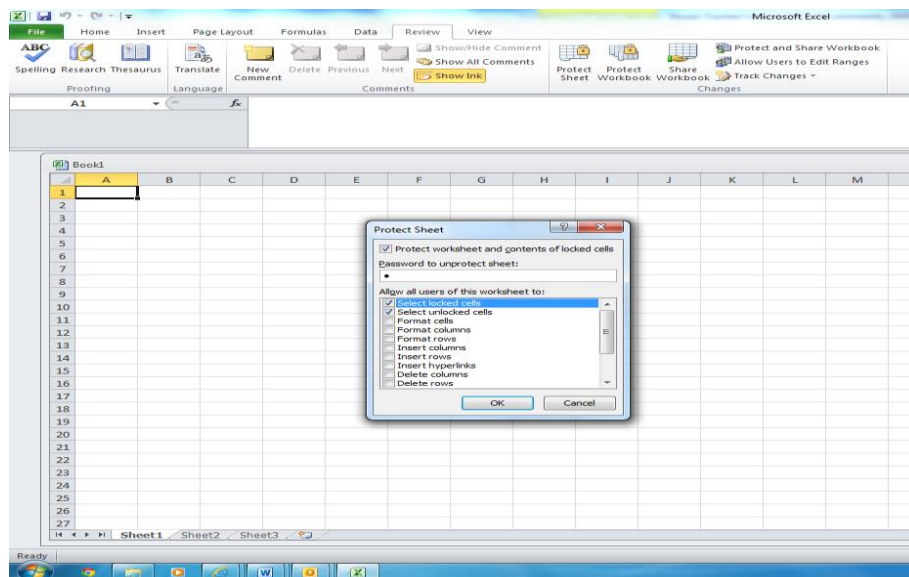 Microsoft Excel
File Home Insert Page Layout Formulas Data Review View
ABC
Spelling Research Thesaurus Translate New Comment Delete Previous Next Show/Hide Comment Show All Comments Show Ink Protect Sheet Protect Workbook Share Workbook Protect and Share Workbook Allow Users to Edit Ranges Track Changes
Proofing Language Comments Changes
A1 fx
Book1
A B C D E F G H I J K L M
1
2
3
4
5
6
7
8
9
10
11
12
13
14
15
16
17
18
19
20
21
22
23
24
25
26
27
Protect Sheet
Protect worksheet and contents of locked cells
Password to unprotect sheet:
Allow all users of this worksheet to:
Select locked cells
Select unlocked cells
Format cells
Format columns
Format rows
Insert columns
Insert rows
Insert hyperlinks
Delete columns
Delete rows
OK Cancel
Sheet1 Sheet2 Sheet3
Ready